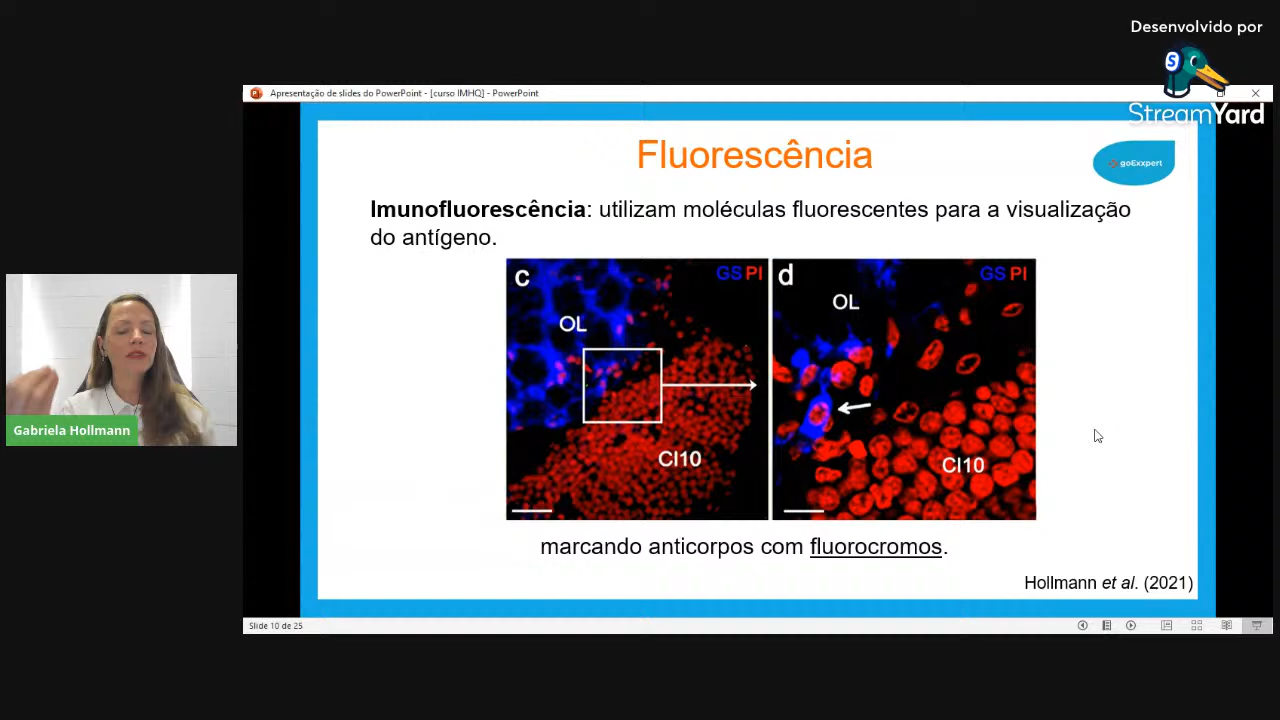 Desenvolvido por
StreamYard
Apresentação de slides do PowerPoint - [curso IMHQ] - PowerPoint
Fluorescência
goExxpert
Imunofluorescência: utilizam moléculas fluorescentes para a visualização
do antígeno.
c
GS PI
OL
Cl10
d
GS PI
OL
Cl10
marcando anticorpos com fluorocromos.
Hollmann et al. (2021)
Gabriela Hollmann
Slide 10 de 25